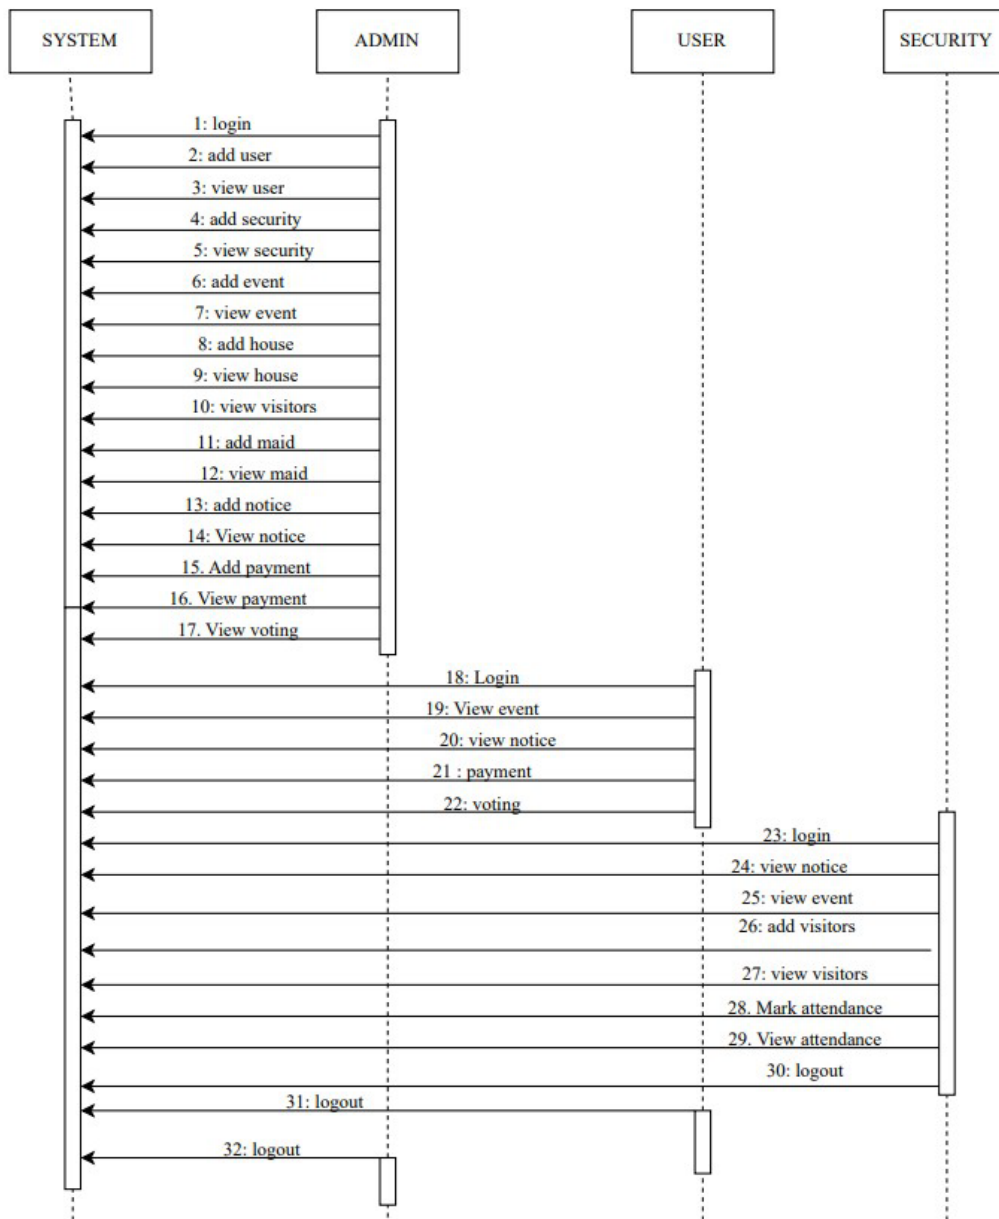 SYSTEM
ADMIN
USER
SECURITY
1: login
2: add user
3: view user
4: add security
5: view security
6: add event
7: view event
8: add house
9: view house
10: view visitors
11: add maid
12: view maid
13: add notice
14: View notice
15. Add payment
16. View payment
17. View voting
18: Login
19: View event
20: view notice
21 : payment
22: voting
23: login
24: view notice
25: view event
26: add visitors
27: view visitors
28. Mark attendance
29. View attendance
30: logout
31: logout
32: logout